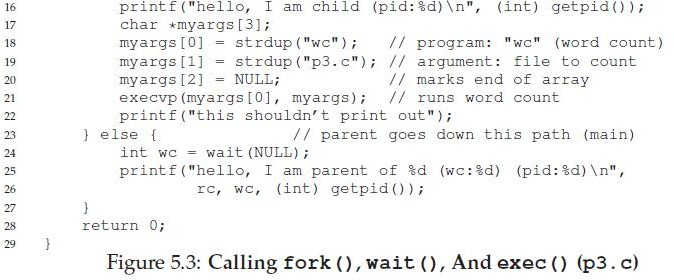 16 printf("hello, I am child (pid:%d)\n", (int) getpid());
17 char *myargs[3];
18 myargs[0] = strdup("wc"); // program: "wc" (word count)
19 myargs[1] = strdup("p3.c"); // argument: file to count
20 myargs[2] = NULL; // marks end of array
21 execvp(myargs[0], myargs); // runs word count
22 printf("this shouldn't print out");
23 } else { // parent goes down this path (main)
24 int wc = wait(NULL);
25 printf("hello, I am parent of %d (wc:%d) (pid:%d)\n",
26 rc, wc, (int) getpid());
27 }
28 return 0;
29 }
Figure 5.3: Calling fork(), wait(), And exec() (p3.c)